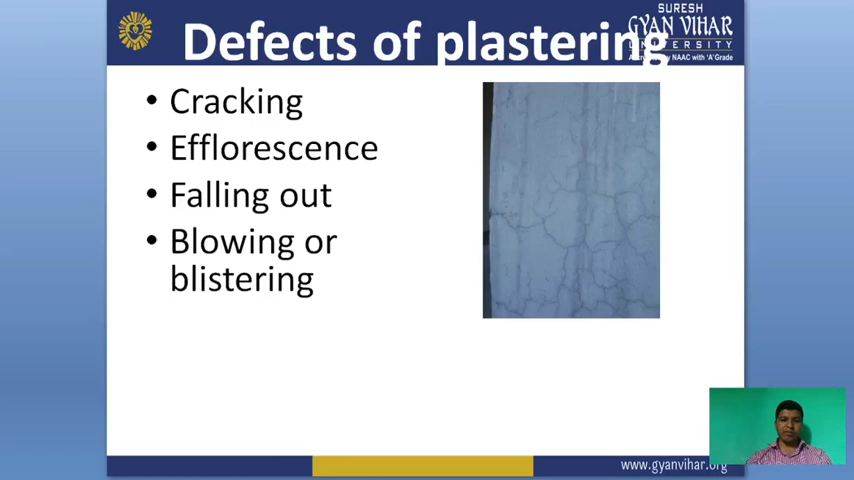 SURESH
GYAN VIHAR
UNIVERSITY
by NAAC with 'A' Grade
Defects of plastering
• Cracking
• Efflorescence
• Falling out
• Blowing or
blistering
www.gyanvihar.org